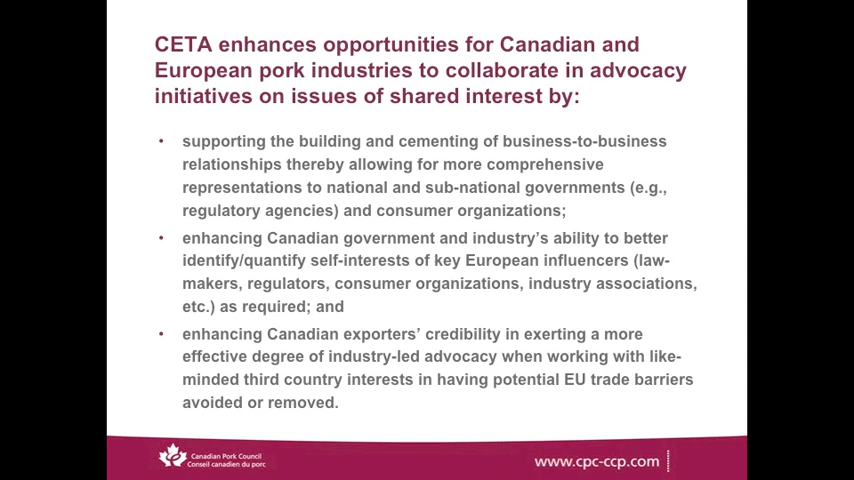 CETA enhances opportunities for Canadian and
European pork industries to collaborate in advocacy
initiatives on issues of shared interest by:
• supporting the building and cementing of business-to-business
relationships thereby allowing for more comprehensive
representations to national and sub-national governments (e.g.,
regulatory agencies) and consumer organizations;
• enhancing Canadian government and industry's ability to better
identify/quantify self-interests of key European influencers (law-
makers, regulators, consumer organizations, industry associations,
etc.) as required; and
• enhancing Canadian exporters' credibility in exerting a more
effective degree of industry-led advocacy when working with like-
minded third country interests in having potential EU trade barriers
avoided or removed.
Canadian Pork Council
Conseil canadien du porc
www.cpc-ccp.com